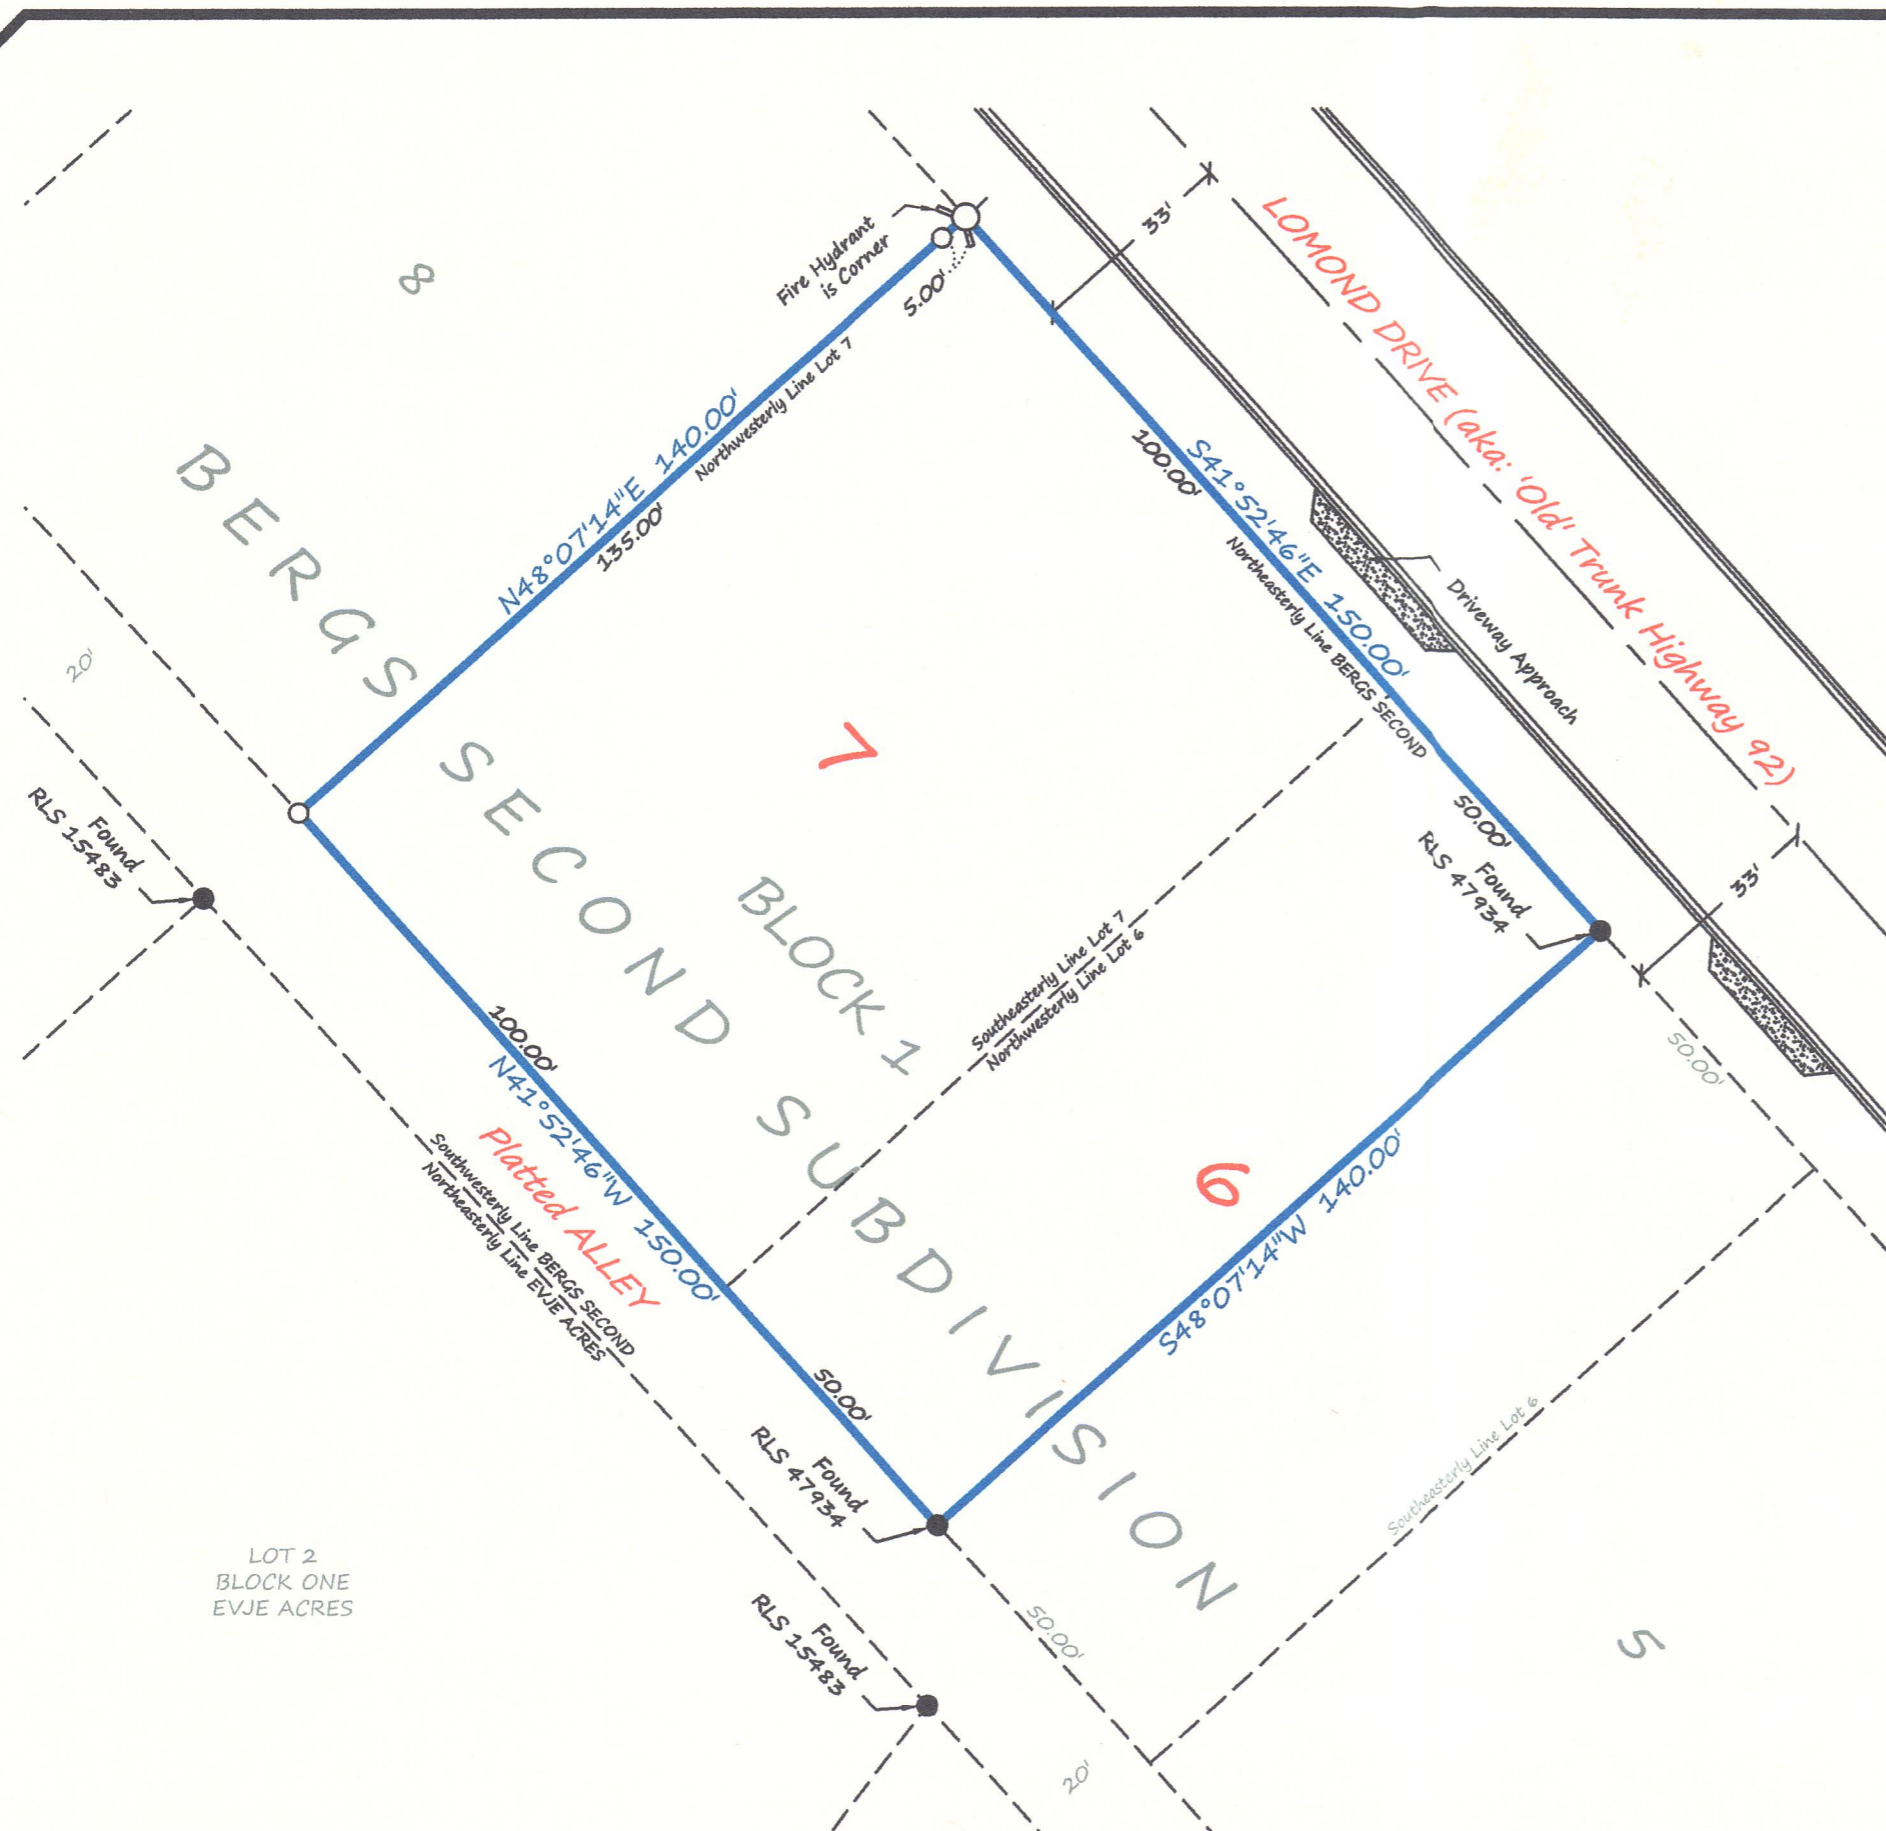 33'
LOMOND DRIVE (aka: 'Old' Trunk Highway 92)
Fire Hydrant
is Corner
5.00'
8
Northwesterly Line Lot 7
N48°07'14"E 140.00'
135.00'
100.00'
S41°52'46"E 150.00'
Northeasterly Line BERGS SECOND
Driveway Approach
BERGS SECOND SUBDIVISION
20'
7
BLOCK 1
50.00'
Found
RLS 47934
33'
Found
RLS 15483
Southeasterly Line Lot 7
Northwesterly Line Lot 6
50.00'
100.00'
N41°52'46"W 150.00'
Platted ALLEY
Southwesterly Line BERGS SECOND
Northeasterly Line EVJE ACRES
6
S48°07'14"W 140.00'
50.00'
Found
RLS 47934
Southeasterly Line Lot 6
LOT 2
BLOCK ONE
EVJE ACRES
Found
RLS 15483
50.00'
5
20'